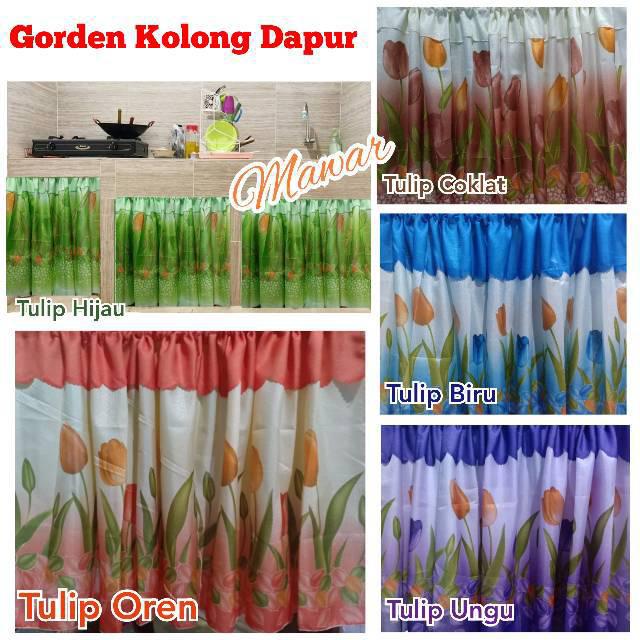 Gorden Kolong Dapur
Mawar
Tulip Coklat
Tulip Hijau
Tulip Biru
Tulip Oren
Tulip Ungu